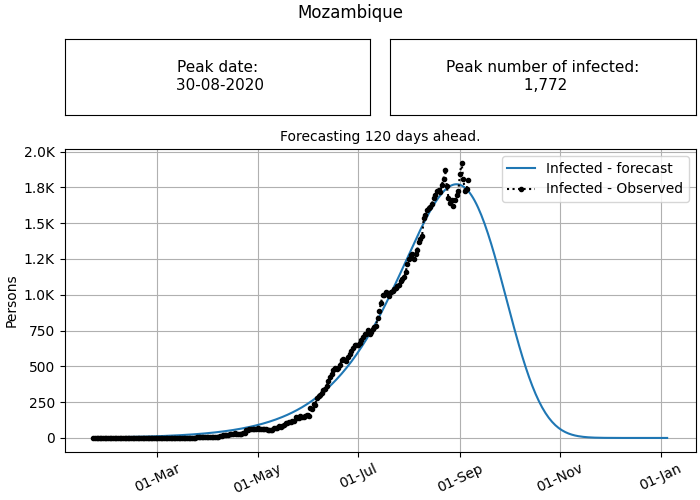 Mozambique
Peak date:
30-08-2020
Peak number of infected:
1,772
Forecasting 120 days ahead.
2.0K
1.8K
1.5K
1.2K
1.0K
750
500
250
0
Persons
Infected - forecast
Infected - Observed
01-Mar
01-May
01-Jul
01-Sep
01-Nov
01-Jan